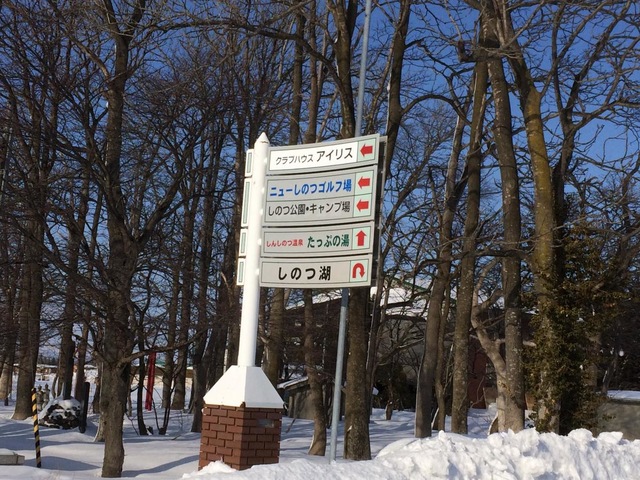 クラブハウス アイリス
ニューしのつゴルフ場
しのつ公園・キャンプ場
しんしのつ温泉 たっぷの湯
しのつ湖